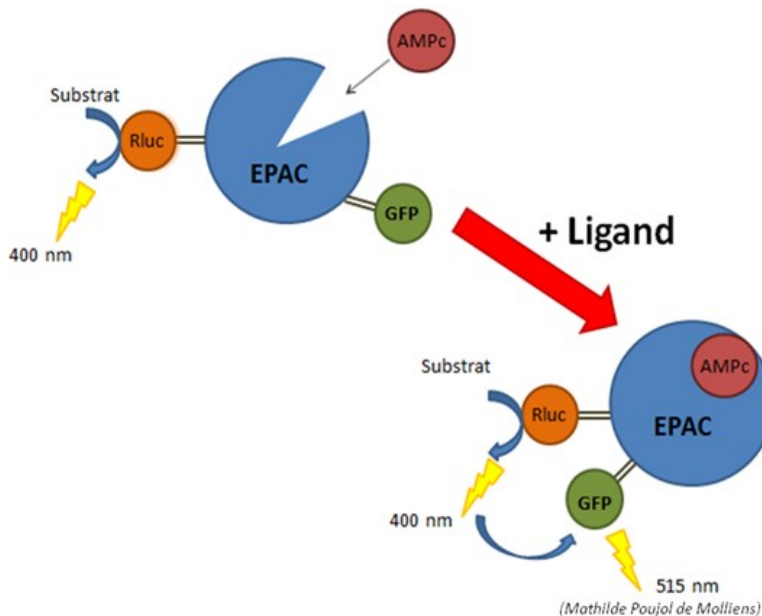 AMPc
Substrat
Rluc
EPAC
GFP
400 nm
+ Ligand
AMPc
Substrat
Rluc
EPAC
GFP
400 nm
515 nm
(Mathilde Poujol de Molliens)